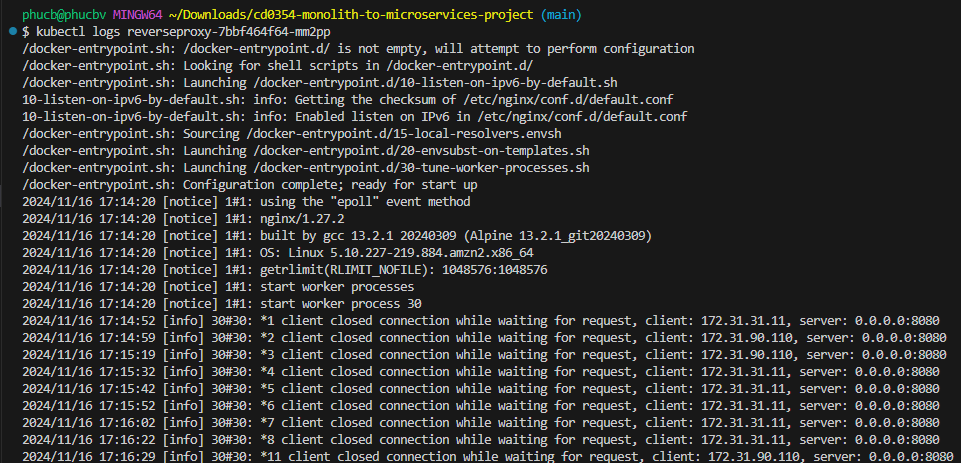 phucb@phucbv MINGW64 ~/Downloads/cd0354-monolith-to-microservices-project (main)
$ kubectl logs reverseproxy-7bbf464f64-mm2pp
/docker-entrypoint.sh: /docker-entrypoint.d/ is not empty, will attempt to perform configuration
/docker-entrypoint.sh: Looking for shell scripts in /docker-entrypoint.d/
/docker-entrypoint.sh: Launching /docker-entrypoint.d/10-listen-on-ipv6-by-default.sh
10-listen-on-ipv6-by-default.sh: info: Getting the checksum of /etc/nginx/conf.d/default.conf
10-listen-on-ipv6-by-default.sh: info: Enabled listen on IPv6 in /etc/nginx/conf.d/default.conf
/docker-entrypoint.sh: Sourcing /docker-entrypoint.d/15-local-resolvers.envsh
/docker-entrypoint.sh: Launching /docker-entrypoint.d/20-envsubst-on-templates.sh
/docker-entrypoint.sh: Launching /docker-entrypoint.d/30-tune-worker-processes.sh
/docker-entrypoint.sh: Configuration complete; ready for start up
2024/11/16 17:14:20 [notice] 1#1: using the "epoll" event method
2024/11/16 17:14:20 [notice] 1#1: nginx/1.27.2
2024/11/16 17:14:20 [notice] 1#1: built by gcc 13.2.1 20240309 (Alpine 13.2.1_git20240309)
2024/11/16 17:14:20 [notice] 1#1: OS: Linux 5.10.227-219.884.amzn2.x86_64
2024/11/16 17:14:20 [notice] 1#1: getrlimit(RLIMIT_NOFILE): 1048576:1048576
2024/11/16 17:14:20 [notice] 1#1: start worker processes
2024/11/16 17:14:20 [notice] 1#1: start worker process 30
2024/11/16 17:14:52 [info] 30#30: *1 client closed connection while waiting for request, client: 172.31.31.11, server: 0.0.0.0:8080
2024/11/16 17:14:59 [info] 30#30: *2 client closed connection while waiting for request, client: 172.31.90.110, server: 0.0.0.0:8080
2024/11/16 17:15:19 [info] 30#30: *3 client closed connection while waiting for request, client: 172.31.90.110, server: 0.0.0.0:8080
2024/11/16 17:15:32 [info] 30#30: *4 client closed connection while waiting for request, client: 172.31.31.11, server: 0.0.0.0:8080
2024/11/16 17:15:42 [info] 30#30: *5 client closed connection while waiting for request, client: 172.31.31.11, server: 0.0.0.0:8080
2024/11/16 17:15:52 [info] 30#30: *6 client closed connection while waiting for request, client: 172.31.31.11, server: 0.0.0.0:8080
2024/11/16 17:16:02 [info] 30#30: *7 client closed connection while waiting for request, client: 172.31.31.11, server: 0.0.0.0:8080
2024/11/16 17:16:22 [info] 30#30: *8 client closed connection while waiting for request, client: 172.31.31.11, server: 0.0.0.0:8080
2024/11/16 17:16:29 [info] 30#30: *11 client closed connection while waiting for request, client: 172.31.90.110, server: 0.0.0.0:8080